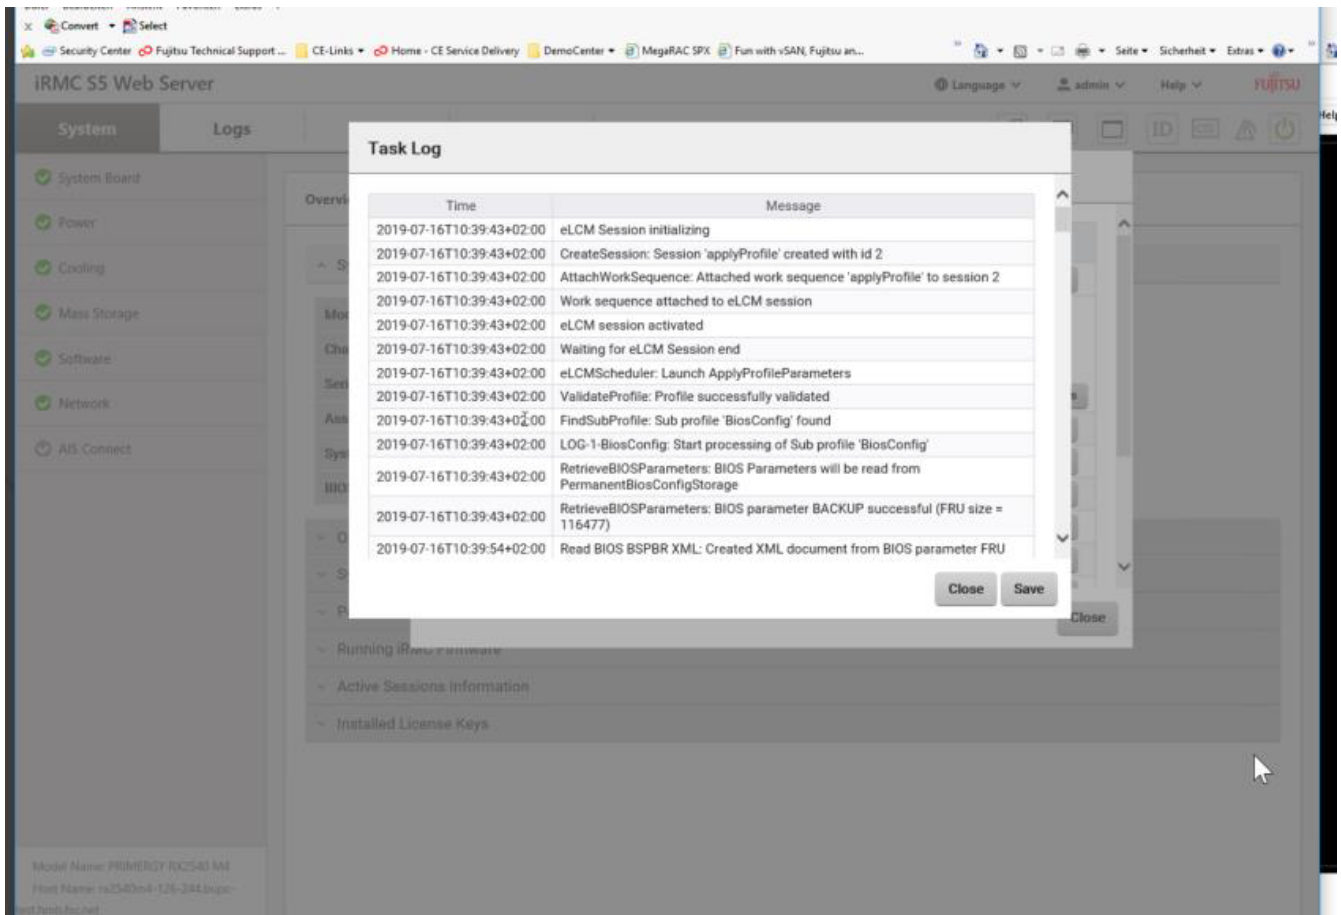 Convert Select
Security Center Fujitsu Technical Support ... CE-Links Home - CE Service Delivery DemoCenter MegaRAC SPX Fun with vSAN, Fujitsu an... Seite Sicherheit Extras
iRMC S5 Web Server Language admin Help FUJITSU
System Logs ID
Task Log
System Board
Time Message
Power
2019-07-16T10:39:43+02:00 eLCM Session initializing
2019-07-16T10:39:43+02:00 CreateSession: Session 'applyProfile' created with id 2
Cooling
2019-07-16T10:39:43+02:00 AttachWorkSequence: Attached work sequence 'applyProfile' to session 2
2019-07-16T10:39:43+02:00 Work sequence attached to eLCM session
Mass Storage
2019-07-16T10:39:43+02:00 eLCM session activated
2019-07-16T10:39:43+02:00 Waiting for eLCM Session end
Software
2019-07-16T10:39:43+02:00 eLCMScheduler: Launch ApplyProfileParameters
2019-07-16T10:39:43+02:00 ValidateProfile: Profile successfully validated
Network
2019-07-16T10:39:43+02:00 FindSubProfile: Sub profile 'BiosConfig' found
2019-07-16T10:39:43+02:00 LOG-1-BiosConfig: Start processing of Sub profile 'BiosConfig'
AIS Connect
2019-07-16T10:39:43+02:00 RetrieveBIOSParameters: BIOS Parameters will be read from
PermanentBiosConfigStorage
2019-07-16T10:39:43+02:00 RetrieveBIOSParameters: BIOS parameter BACKUP successful (FRU size =
116477)
2019-07-16T10:39:54+02:00 Read BIOS BSPBR XML: Created XML document from BIOS parameter FRU
Close Save
Close
Running iRMC Firmware
Active Sessions Information
Installed License Keys
Model Name: PRIMERGY RX2540 M4